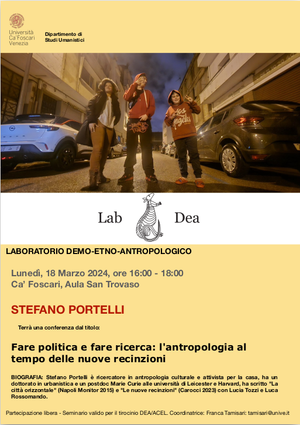 Università
Ca' Foscari
Venezia
Dipartimento di
Studi Umanistici
Lab Dea
LABORATORIO DEMO-ETNO-ANTROPOLOGICO
Lunedì, 18 Marzo 2024, ore 16:00 - 18:00
Ca' Foscari, Aula San Trovaso
STEFANO PORTELLI
Terrà una conferenza dal titolo:
Fare politica e fare ricerca: l'antropologia al
tempo delle nuove recinzioni
BIOGRAFIA: Stefano Portelli è ricercatore in antropologia culturale e attivista per la casa, ha un
dottorato in urbanistica e un postdoc Marie Curie alle università di Leicester e Harvard, ha scritto "La
città orizzontale" (Napoli Monitor 2015) e "Le nuove recinzioni" (Carocci 2023) con Lucia Tozzi e Luca
Rossomando.
Partecipazione libera - Seminario valido per il tirocinio DEA/ACEL. Coordinatrice: Franca Tamisari: tamisari@unive.it